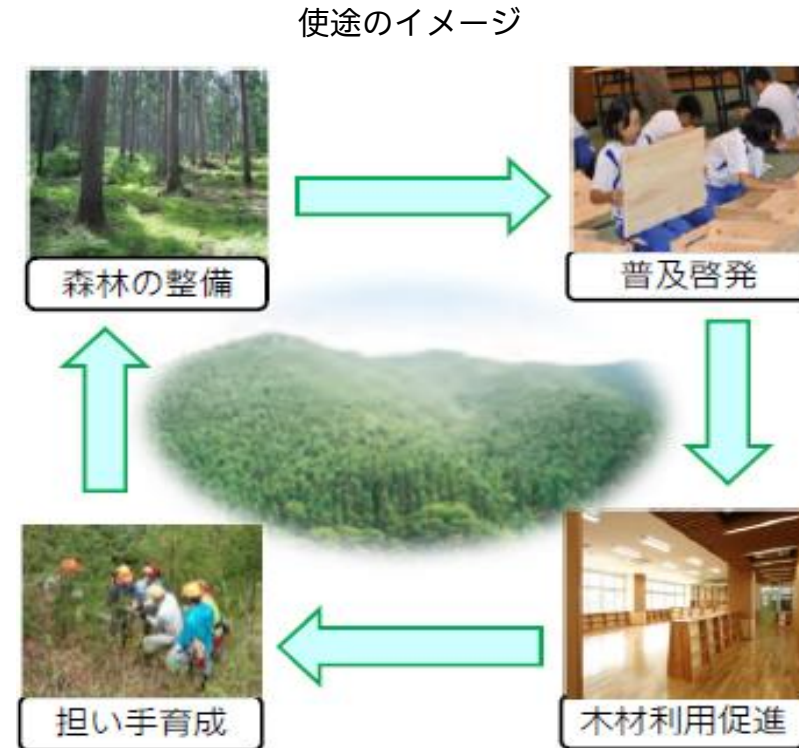 使途のイメージ
森林の整備
普及啓発
担い手育成
木材利用促進